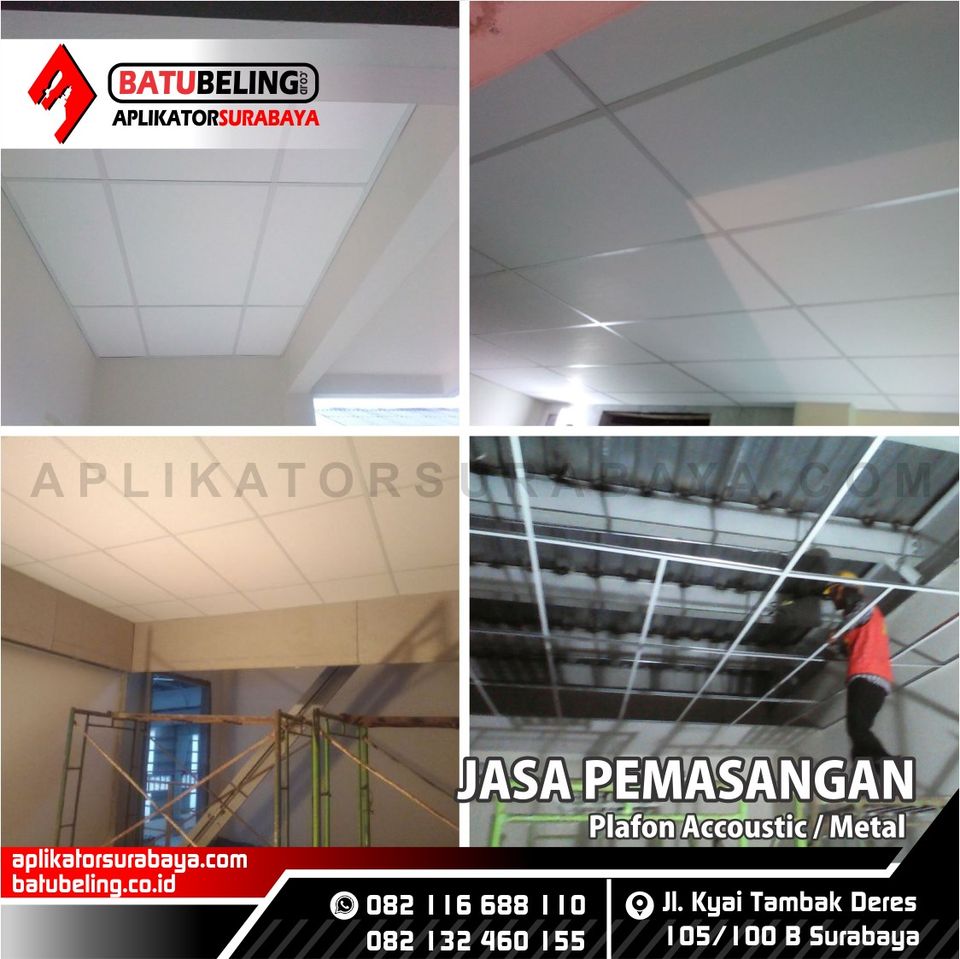 BATUBELING.co.id
APLIKATORSURABAYA
APLIKATORSURABAYA.COM
JASA PEMASANGAN
Plafon Accoustic / Metal
aplikatorsurabaya.com
batubeling.co.id
082 116 688 110
082 132 460 155
Jl. Kyai Tambak Deres
105/100 B Surabaya